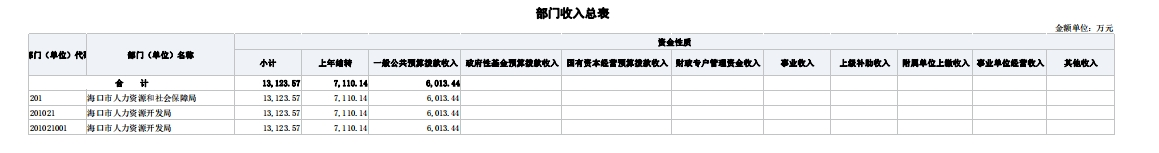 部门收入总表
金额单位：万元
部门（单位）代码 部门（单位）名称 资金性质
小计 上年结转 一般公共预算拨款收入 政府性基金预算拨款收入 国有资本经营预算拨款收入 财政专户管理资金收入 事业收入 上级补助收入 附属单位上缴收入 事业单位经营收入 其他收入
合 计 13,123.57 7,110.14 6,013.44
201 海口市人力资源和社会保障局 13,123.57 7,110.14 6,013.44
201021 海口市人力资源开发局 13,123.57 7,110.14 6,013.44
201021001 海口市人力资源开发局 13,123.57 7,110.14 6,013.44